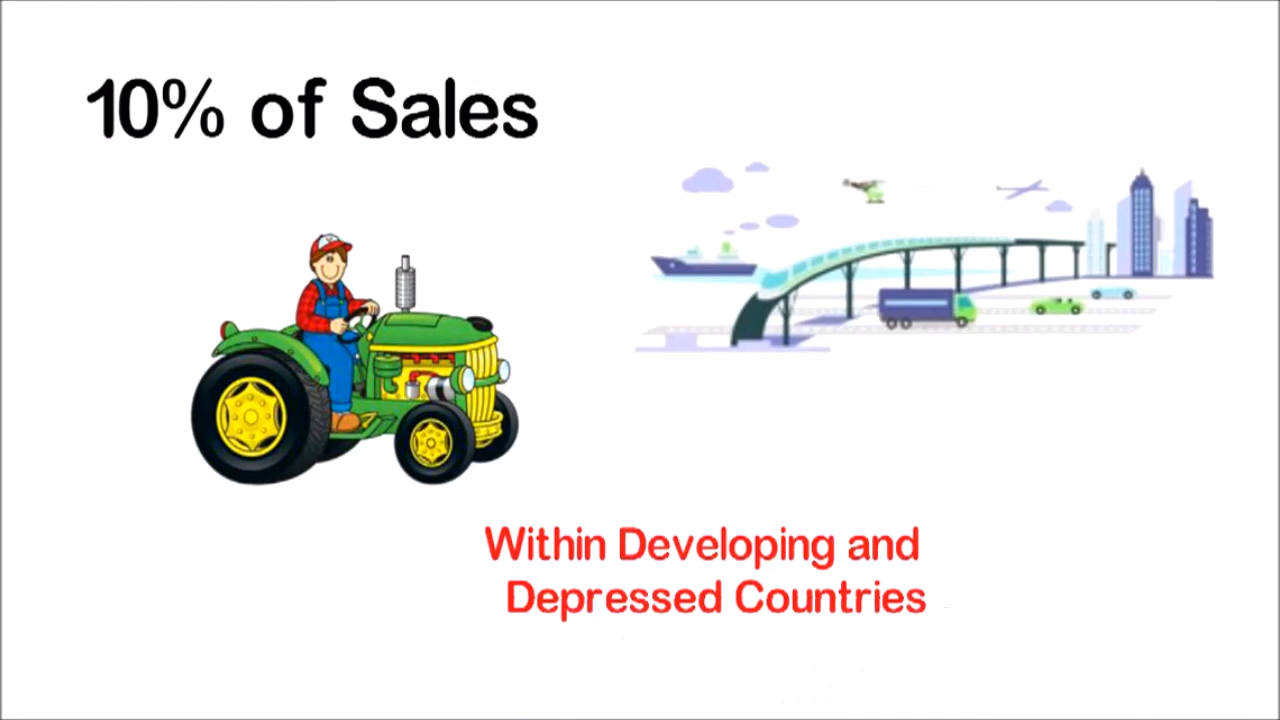 10% of Sales
Within Developing and
Depressed Countries